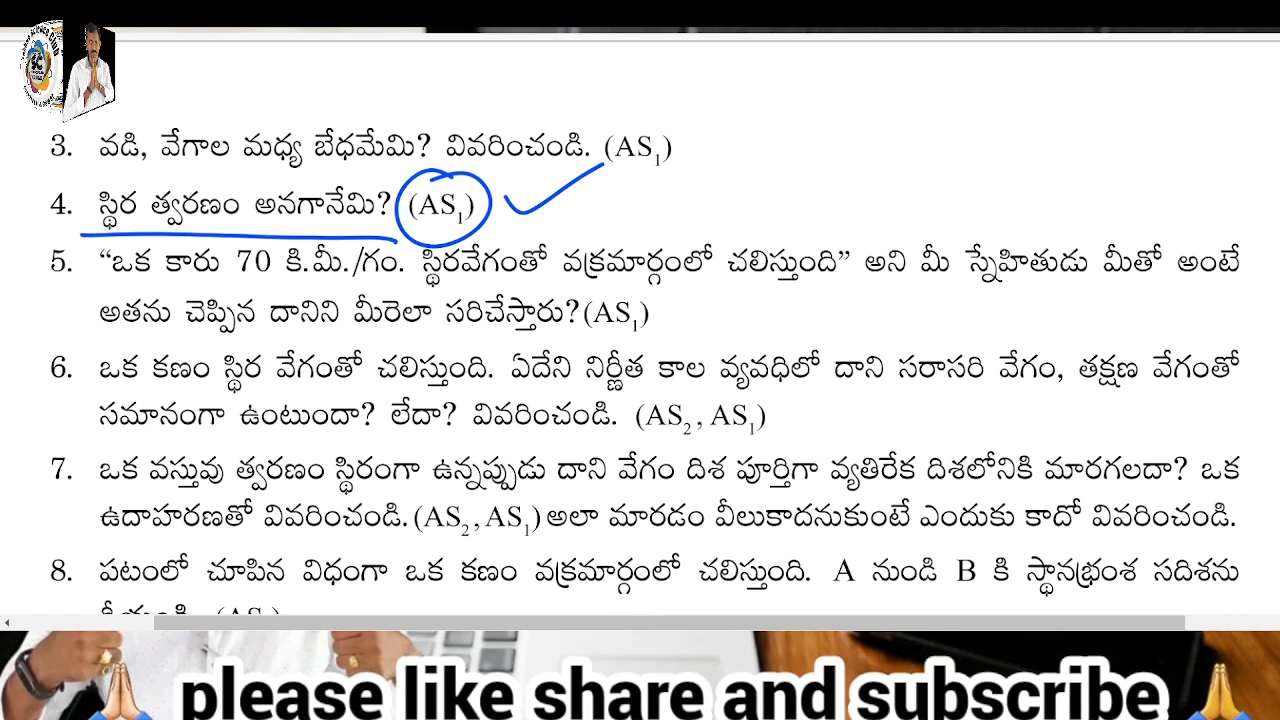 3. వడి, వేగాల మధ్య బేధమేమి? వివరించండి. (AS₁)
4. స్థిర త్వరణం అనగానేమి? (AS₁)
5. “ఒక కారు 70 కి.మీ./గం. స్థిరవేగంతో వక్రమార్గంలో చలిస్తుంది” అని మీ స్నేహితుడు మీతో అంటే
అతను చెప్పిన దానిని మీరెలా సరిచేస్తారు? (AS₁)
6. ఒక కణం స్థిర వేగంతో చలిస్తుంది. ఏదేని నిర్ణీత కాల వ్యవధిలో దాని సరాసరి వేగం, తక్షణ వేగంతో
సమానంగా ఉంటుందా? లేదా? వివరించండి. (AS₂, AS₁)
7. ఒక వస్తువు త్వరణం స్థిరంగా ఉన్నప్పుడు దాని వేగం దిశ పూర్తిగా వ్యతిరేక దిశలోనికి మారగలదా? ఒక
ఉదాహరణతో వివరించండి. (AS₂, AS₁) అలా మారడం వీలుకాదనుకుంటే ఎందుకు కాదో వివరించండి.
8. పటంలో చూపిన విధంగా ఒక కణం వక్రమార్గంలో చలిస్తుంది. A నుండి B కి స్థానభ్రంశ సదిశను
please like share and subscribe